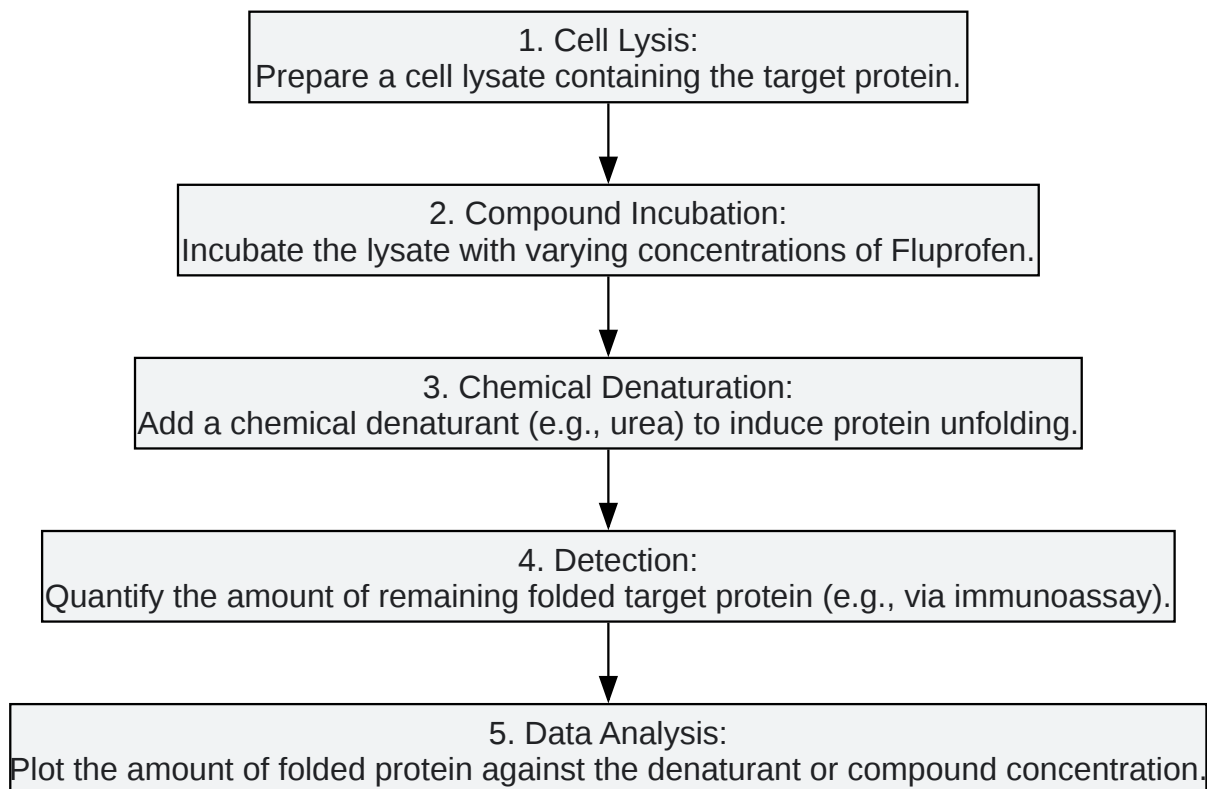 1. Cell Lysis:
Prepare a cell lysate containing the target protein.
2. Compound Incubation:
Incubate the lysate with varying concentrations of Fluprofen.
3. Chemical Denaturation:
Add a chemical denaturant (e.g., urea) to induce protein unfolding.
4. Detection:
Quantify the amount of remaining folded target protein (e.g., via immunoassay).
5. Data Analysis:
Plot the amount of folded protein against the denaturant or compound concentration.